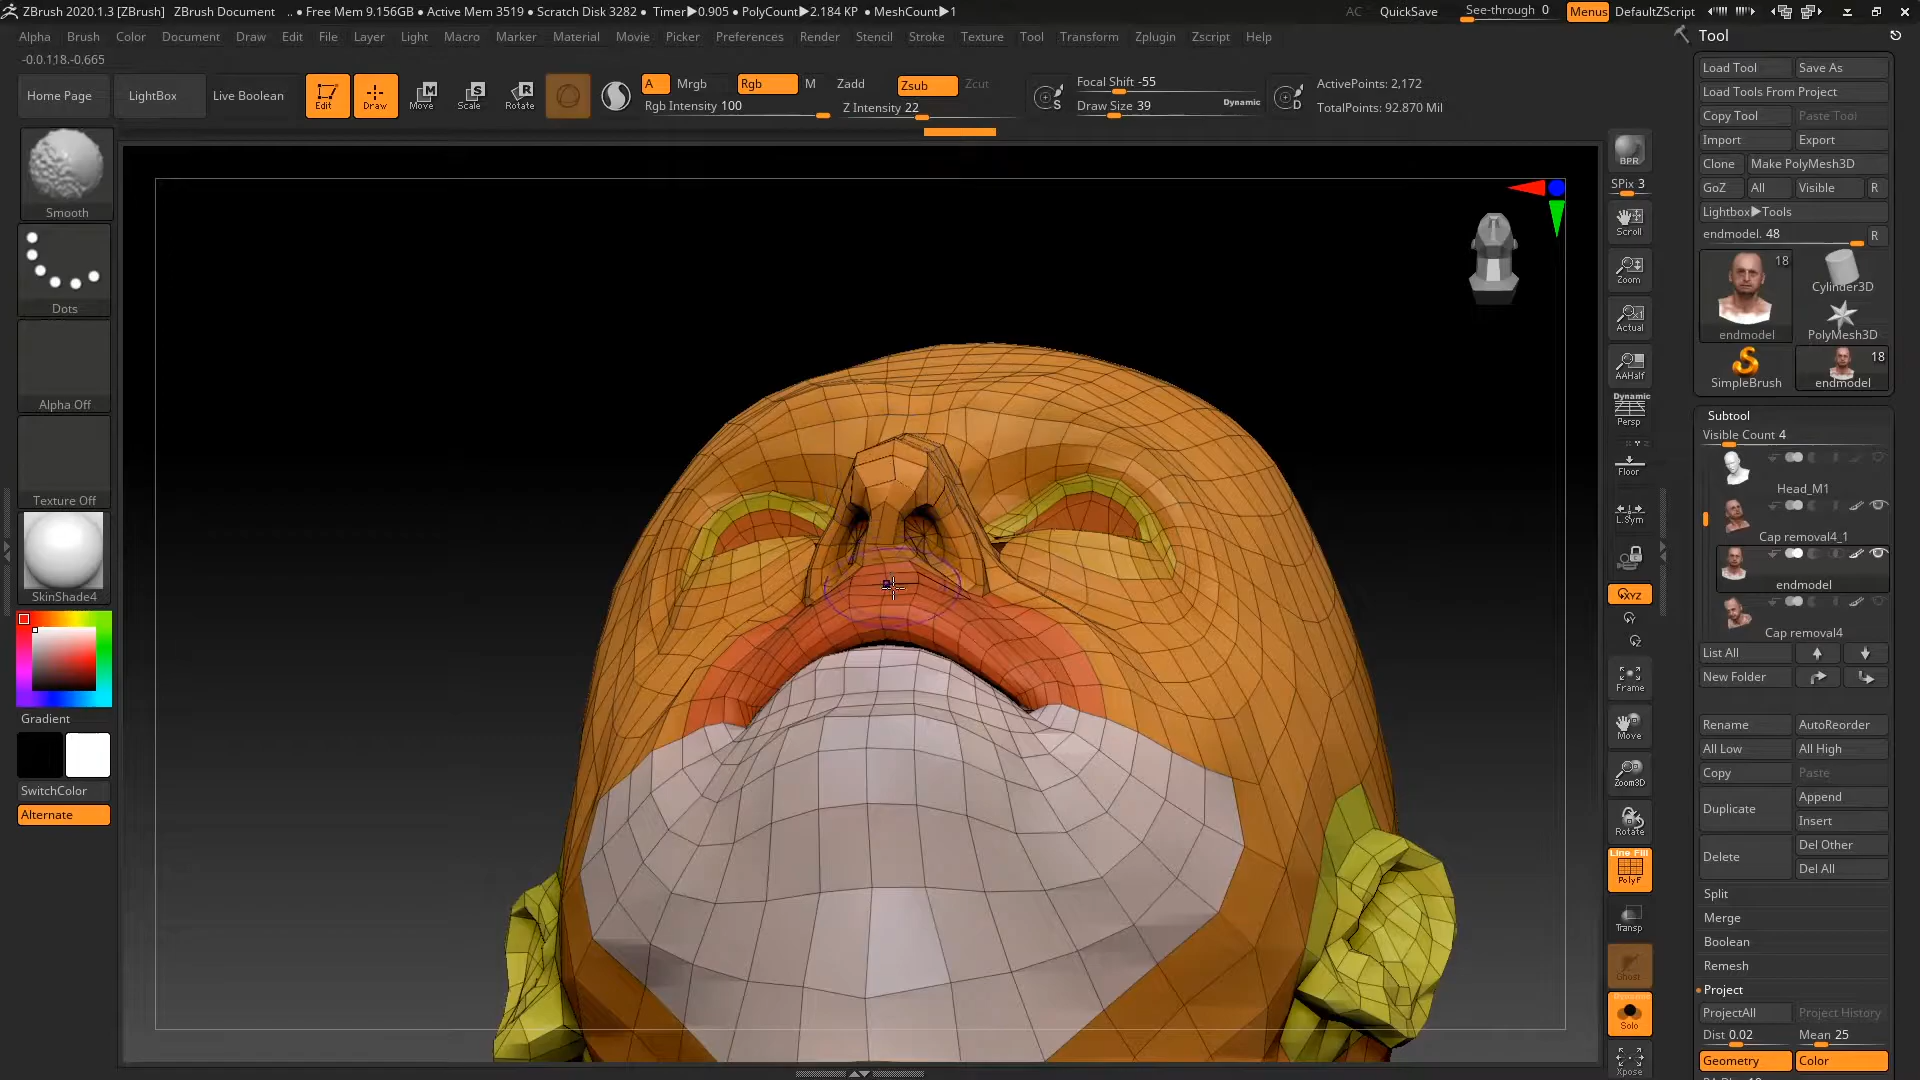 ZBrush 2020.1.3 [ZBrush]  ZBrush Document  .. • Free Mem 9.156GB • Active Mem 3519 • Scratch Disk 3282 •  Timer▶0.905 • PolyCount▶2.184 KP  • MeshCount▶1  AC  QuickSave  See-through 0  Menus  DefaultZScript
Alpha  Brush  Color  Document  Draw  Edit  File  Layer  Light  Macro  Marker  Material  Movie  Picker  Preferences  Render  Stencil  Stroke  Texture  Tool  Transform  Zplugin  Zscript  Help
-0.0.118.-0.665
Home Page  LightBox  Live Boolean  Edit  Draw  Move  Scale  Rotate
A  Mrgb  Rgb  M  Zadd  Zsub  Zcut
Rgb Intensity 100  Z Intensity 22
S  Focal Shift -55
Draw Size 39  Dynamic
D  ActivePoints: 2,172
TotalPoints: 92.870 Mil
Smooth
Dots
Alpha Off
Texture Off
SkinShade4
Gradient
SwitchColor
Alternate
BPR
SPix 3
Scroll
Zoom
Actual
AAHalf
Dynamic
Persp
Floor
L.Sym
XYZ
Frame
Move
Zoom3D
Rotate
Line Fill
PolyF
Transp
Ghost
Dynamic
Solo
Xpose
Tool
Load Tool  Save As
Load Tools From Project
Copy Tool  Paste Tool
Import  Export
Clone  Make PolyMesh3D
GoZ  All  Visible  R
Lightbox▶Tools
endmodel. 48  R
18
Cylinder3D
endmodel  PolyMesh3D
18
SimpleBrush  endmodel
Subtool
Visible Count 4
Head_M1
Cap removal4_1
endmodel
Cap removal4
List All
New Folder
Rename  AutoReorder
All Low  All High
Copy  Paste
Duplicate  Append
Insert
Delete  Del Other
Del All
Split
Merge
Boolean
Remesh
Project
ProjectAll  Project History
Dist 0.02  Mean 25
Geometry  Color